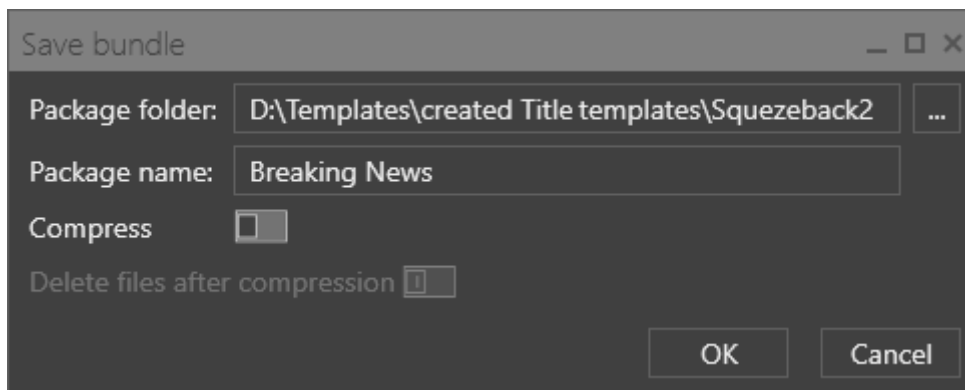 Save bundle
Package folder: D:\Templates\created Title templates\Squezeback2 ...
Package name: Breaking News
Compress
Delete files after compression
OK Cancel